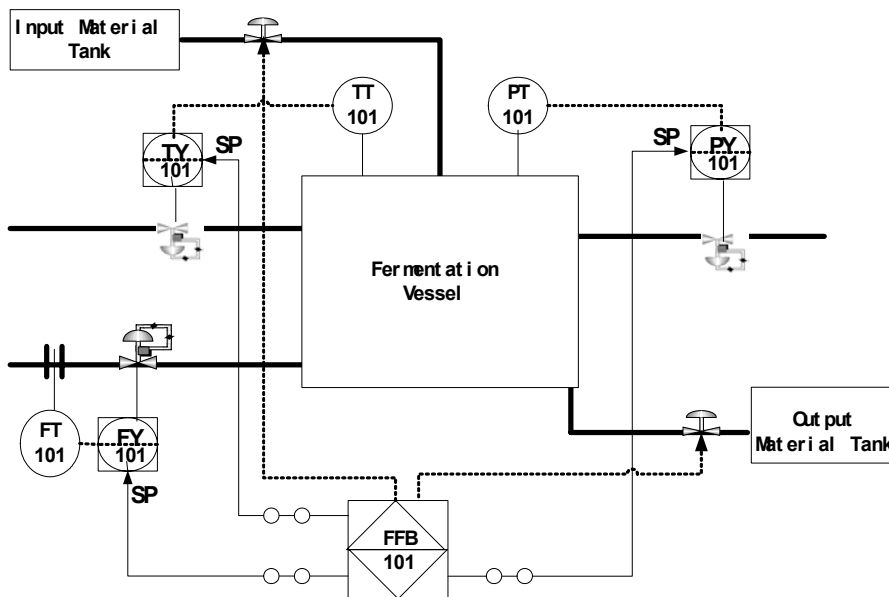 Input Material
Tank
TT
101
PT
101
SP
TY
101
SP
PY
101
Fermentation
Vessel
FT
101
FY
101
SP
Output
Material Tank
FFB
101